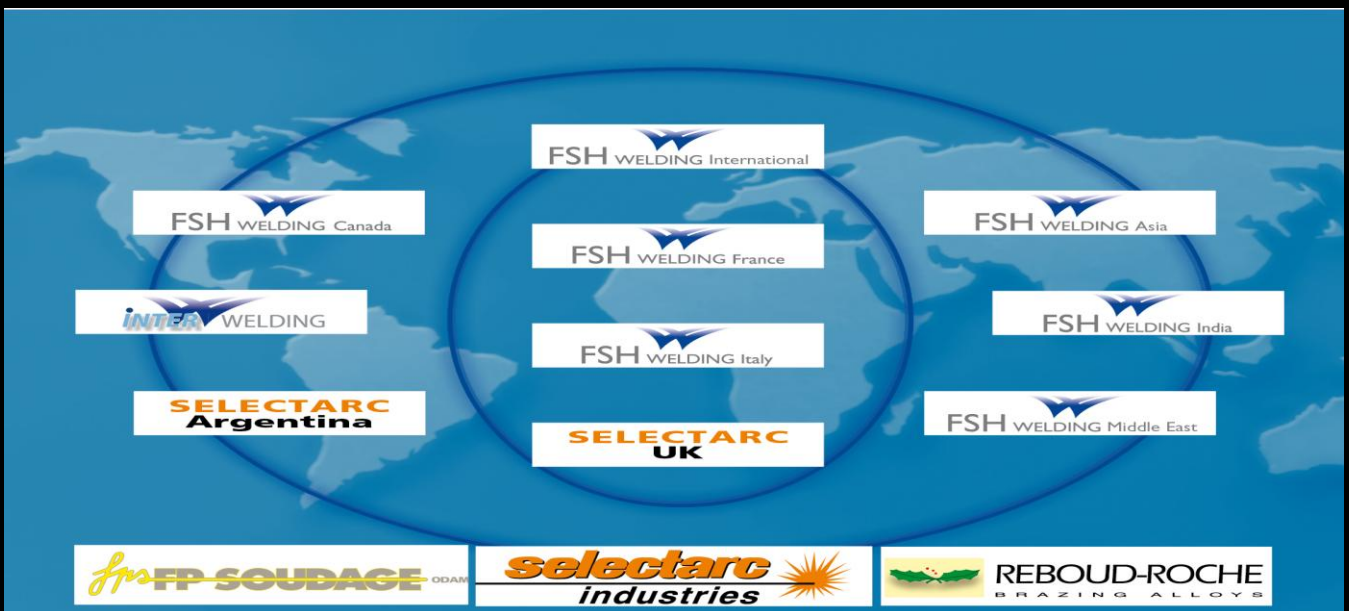 FSH WELDING International
FSH WELDING Canada
FSH WELDING Asia
FSH WELDING France
iNTER WELDING
FSH WELDING India
FSH WELDING Italy
SELECTARC
Argentina
FSH WELDING Middle East
SELECTARC
UK
fps FP SOUDAGE ODAM
selectarc
industries
REBOUD-ROCHE
BRAZING ALLOYS